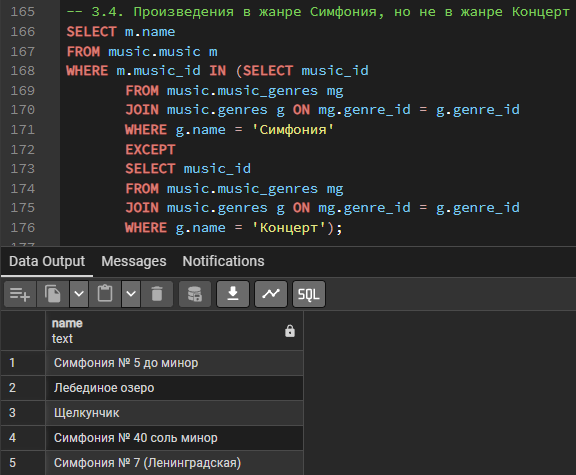 165 -- 3.4. Произведения в жанре Симфония, но не в жанре Концерт
166 SELECT m.name
167 FROM music.music m
168 WHERE m.music_id IN (SELECT music_id
169 FROM music.music_genres mg
170 JOIN music.genres g ON mg.genre_id = g.genre_id
171 WHERE g.name = 'Симфония'
172 EXCEPT
173 SELECT music_id
174 FROM music.music_genres mg
175 JOIN music.genres g ON mg.genre_id = g.genre_id
176 WHERE g.name = 'Концерт');
Data Output Messages Notifications
SQL
name
text
1 Симфония № 5 до минор
2 Лебединое озеро
3 Щелкунчик
4 Симфония № 40 соль минор
5 Симфония № 7 (Ленинградская)